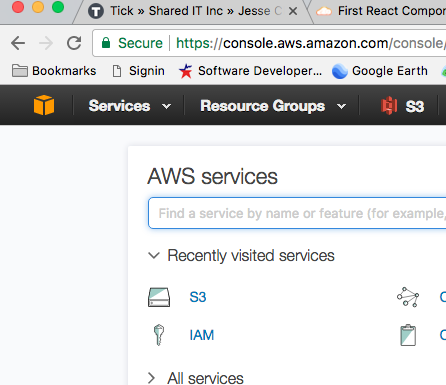 Tick » Shared IT Inc » Jesse C
First React Compor
Secure https://console.aws.amazon.com/console/
Bookmarks Signin Software Developer... Google Earth
Services Resource Groups S3
AWS services
Find a service by name or feature (for example,
Recently visited services
S3 C
IAM C
All services